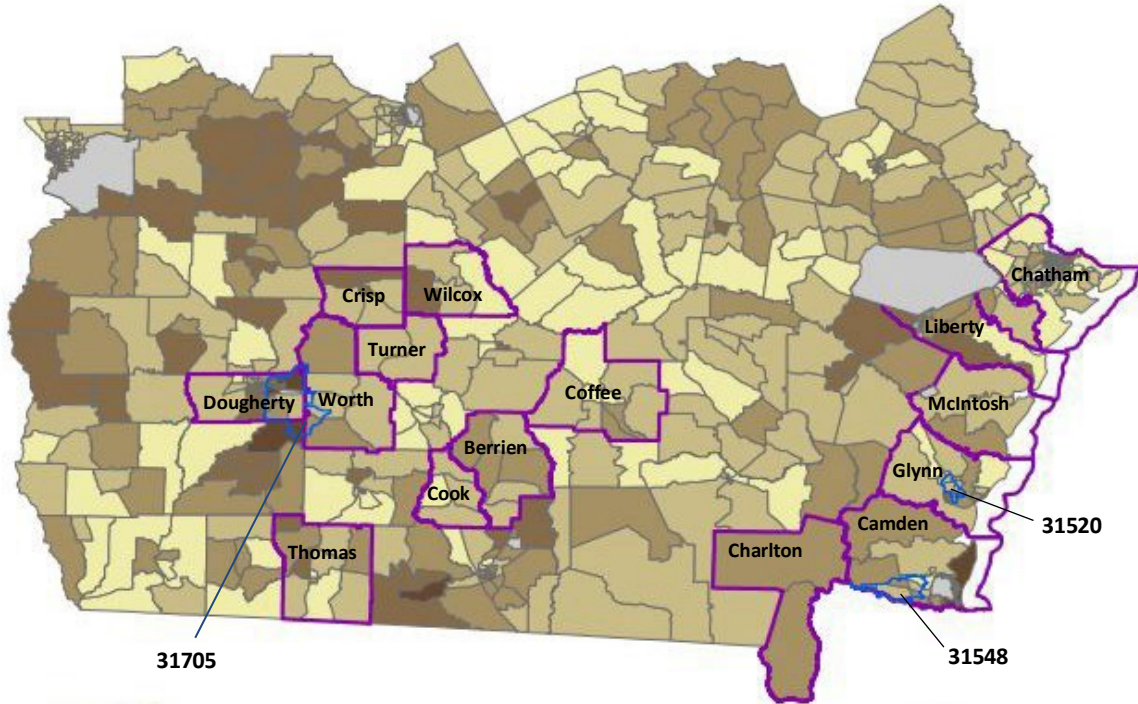 Chatham
Crisp
Wilcox
Liberty
Turner
Coffee
Dougherty
Worth
McIntosh
Berrien
Glynn
Cook
31520
Camden
Thomas
Charlton
31705
31548